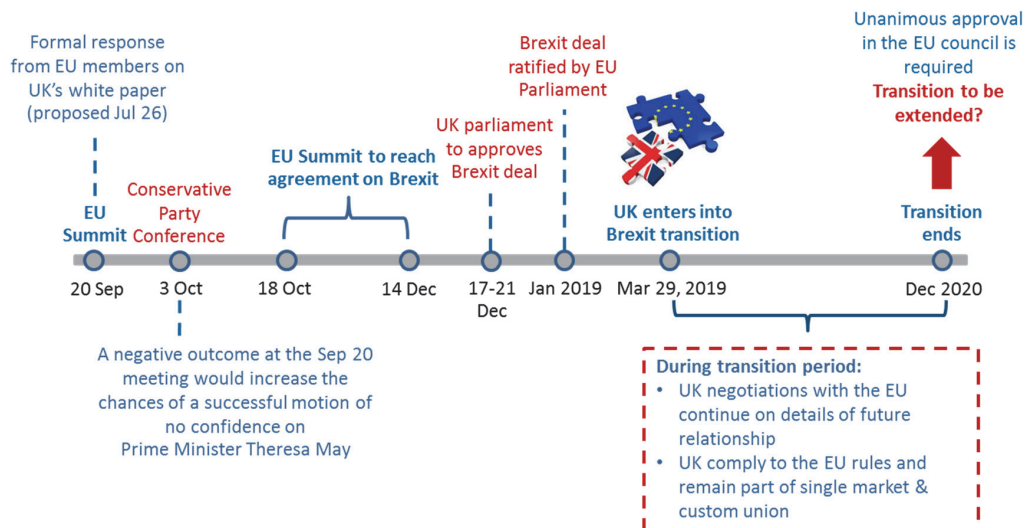 Formal response
from EU members on
UK's white paper
(proposed Jul 26)
EU
Summit
Conservative
Party
Conference
EU Summit to reach
agreement on Brexit
UK parliament
to approves
Brexit deal
Brexit deal
ratified by EU
Parliament
UK enters into
Brexit transition
Unanimous approval
in the EU council is
required
Transition to be
extended?
Transition
ends
20 Sep
3 Oct
18 Oct
14 Dec
17-21
Dec
Jan 2019
Mar 29, 2019
Dec 2020
A negative outcome at the Sep 20
meeting would increase the
chances of a successful motion of
no confidence on
Prime Minister Theresa May
During transition period:
• UK negotiations with the EU
continue on details of future
relationship
• UK comply to the EU rules and
remain part of single market &
custom union